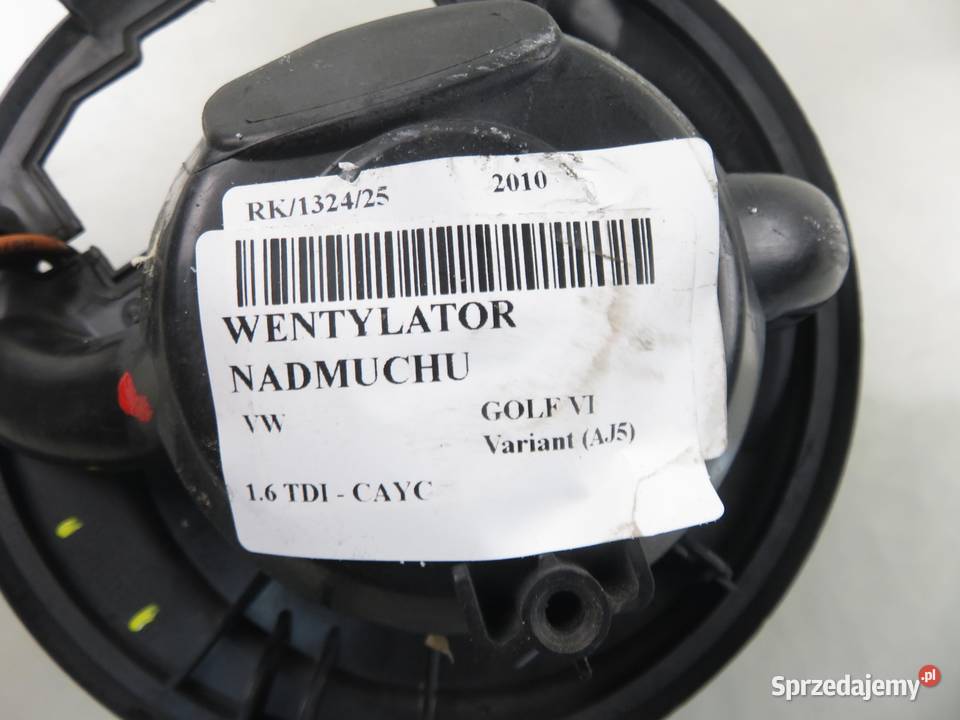 RK/1324/25 2010
WENTYLATOR
NADMUCHU
VW GOLF VI
Variant (AJ5)
1.6 TDI - CAYC
Sprzedajemy.pl